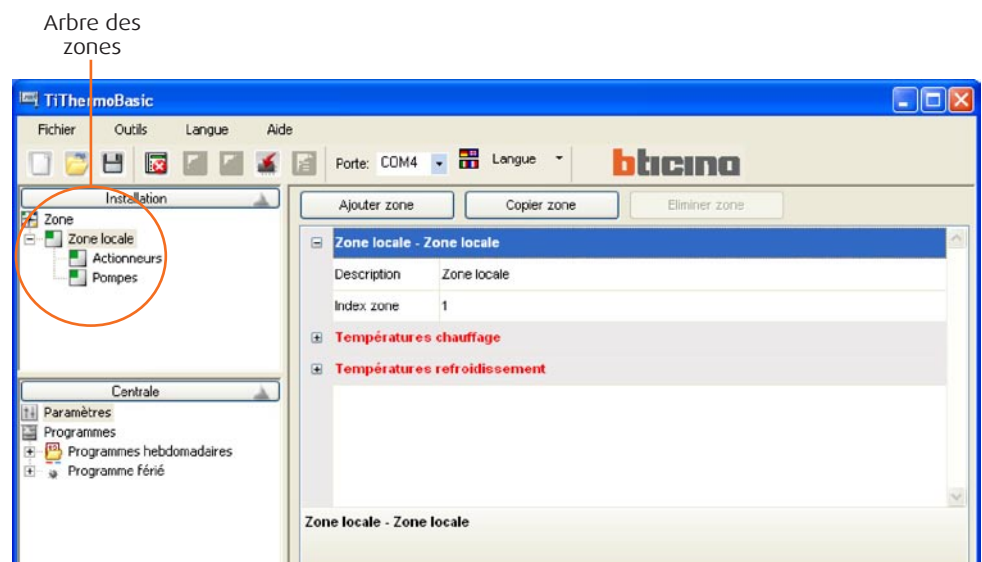 Arbre des
zones
TiThermoBasic
Fichier Outils Langue Aide
Porte: COM4 Langue bticino
Installation
Zone
Zone locale
Actionneurs
Pompes
Ajouter zone Copier zone Eliminer zone
Zone locale - Zone locale
Description Zone locale
Index zone 1
Températures chauffage
Températures refroidissement
Centrale
Paramètres
Programmes
Programmes hebdomadaires
Programme férié
Zone locale - Zone locale